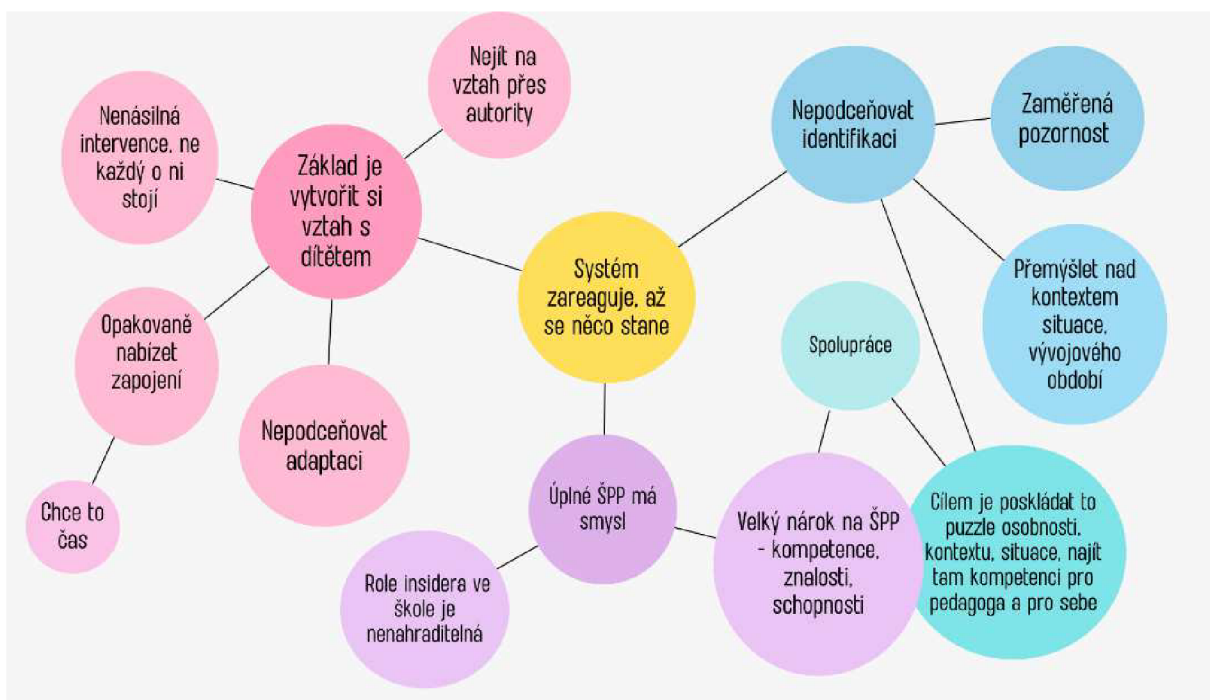 Nejít na
vztah přes
autority
Nenásilná
intervence, ne
každý o ni
stojí
Základ je
vytvořit si
vztah s
dítětem
Opakovaně
nabízet
zapojení
Chce to
čas
Nepodceňovat
adaptaci
Systém
zareaguje, až
se něco stane
Nepodceňovat
identifikaci
Zaměřená
pozornost
Přemýšlet nad
kontextem
situace,
vývojového
období
Spolupráce
Úplné ŠPP má
smysl
Role insidera ve
škole je
nenahraditelná
Velký nárok na ŠPP
- kompetence,
znalosti,
schopnosti
Cílem je poskládat to
puzzle osobnosti,
kontextu, situace, najít
tam kompetenci pro
pedagoga a pro sebe